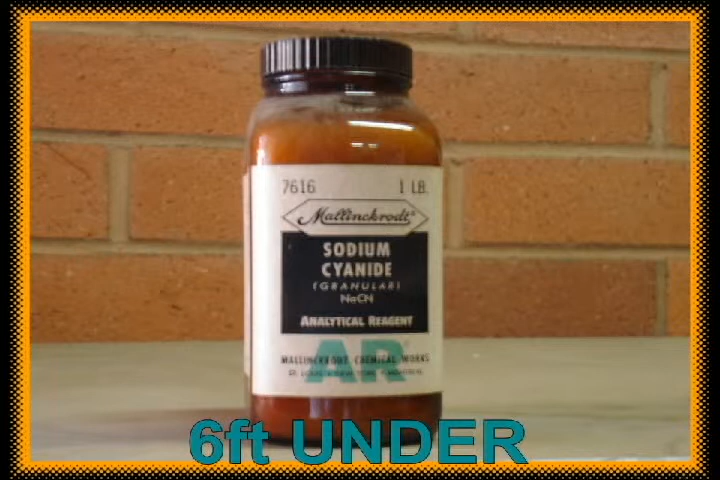 7616 1 LB.
Mallinckrodt
SODIUM
CYANIDE
(GRANULAR)
NaCN
ANALYTICAL REAGENT
AR
MALLINCKRODT CHEMICAL WORKS
6ft UNDER